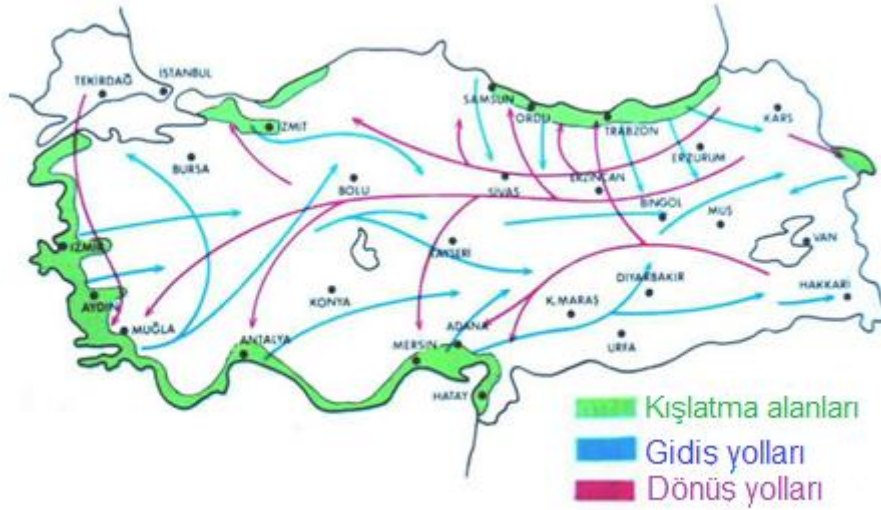 TEKİRDAĞ
İSTANBUL
SAMSUN
ORDU
TRABZON
KARS
İZMİT
BURSA
BOLU
SİVAS
ERZİNCAN
ERZURUM
BİNGÖL
MUŞ
VAN
İZMİR
KAYSERİ
AYDIN
KONYA
K.MARAŞ
DİYARBAKIR
HAKKARİ
MUĞLA
ANTALYA
MERSİN
ADANA
URFA
HATAY
Kışlatma alanları
Gidiş yolları
Dönüş yolları